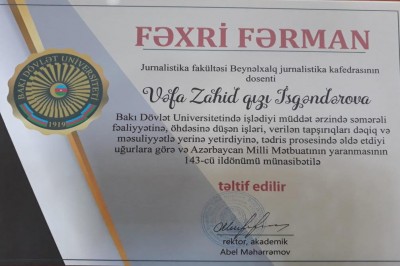 FƏXRİ FƏRMAN
Jurnalistika fakültəsi Beynəlxalq jurnalistika kafedrasının
dosenti
Vəfa Zahid qızı İsgəndərova
Bakı Dövlət Universitetində işlədiyi müddət ərzində səmərəli
fəaliyyətinə, öhdəsinə düşən işləri, verilən tapşırıqları dəqiq və
məsuliyyətlə yerinə yetirdiyinə, tədris prosesində əldə etdiyi
uğurlara görə və Azərbaycan Milli Mətbuatının yaranmasının
143-cü ildönümü münasibətilə
təltif edilir
rektor, akademik
Abel Məhərrəmov
BAKI DÖVLƏT UNİVERSİTETİ
1919